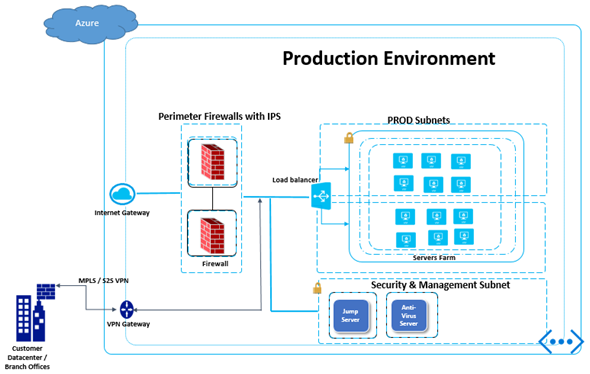 Azure
Production Environment
Perimeter Firewalls with IPS
PROD Subnets
Load balancer
Internet Gateway
Firewall
Servers Farm
MPLS / S2S VPN
Security & Management Subnet
VPN Gateway
Jump
Server
Anti-
Virus
Server
Customer
Datacenter /
Branch Offices